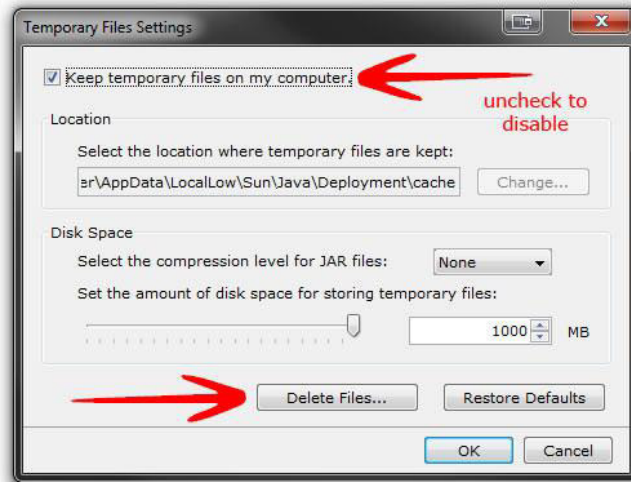 Temporary Files Settings
Keep temporary files on my computer.
uncheck to
disable
Location
Select the location where temporary files are kept:
er\AppData\LocalLow\Sun\Java\Deployment\cache
Change...
Disk Space
Select the compression level for JAR files:
None
Set the amount of disk space for storing temporary files:
1000
MB
Delete Files...
Restore Defaults
OK
Cancel